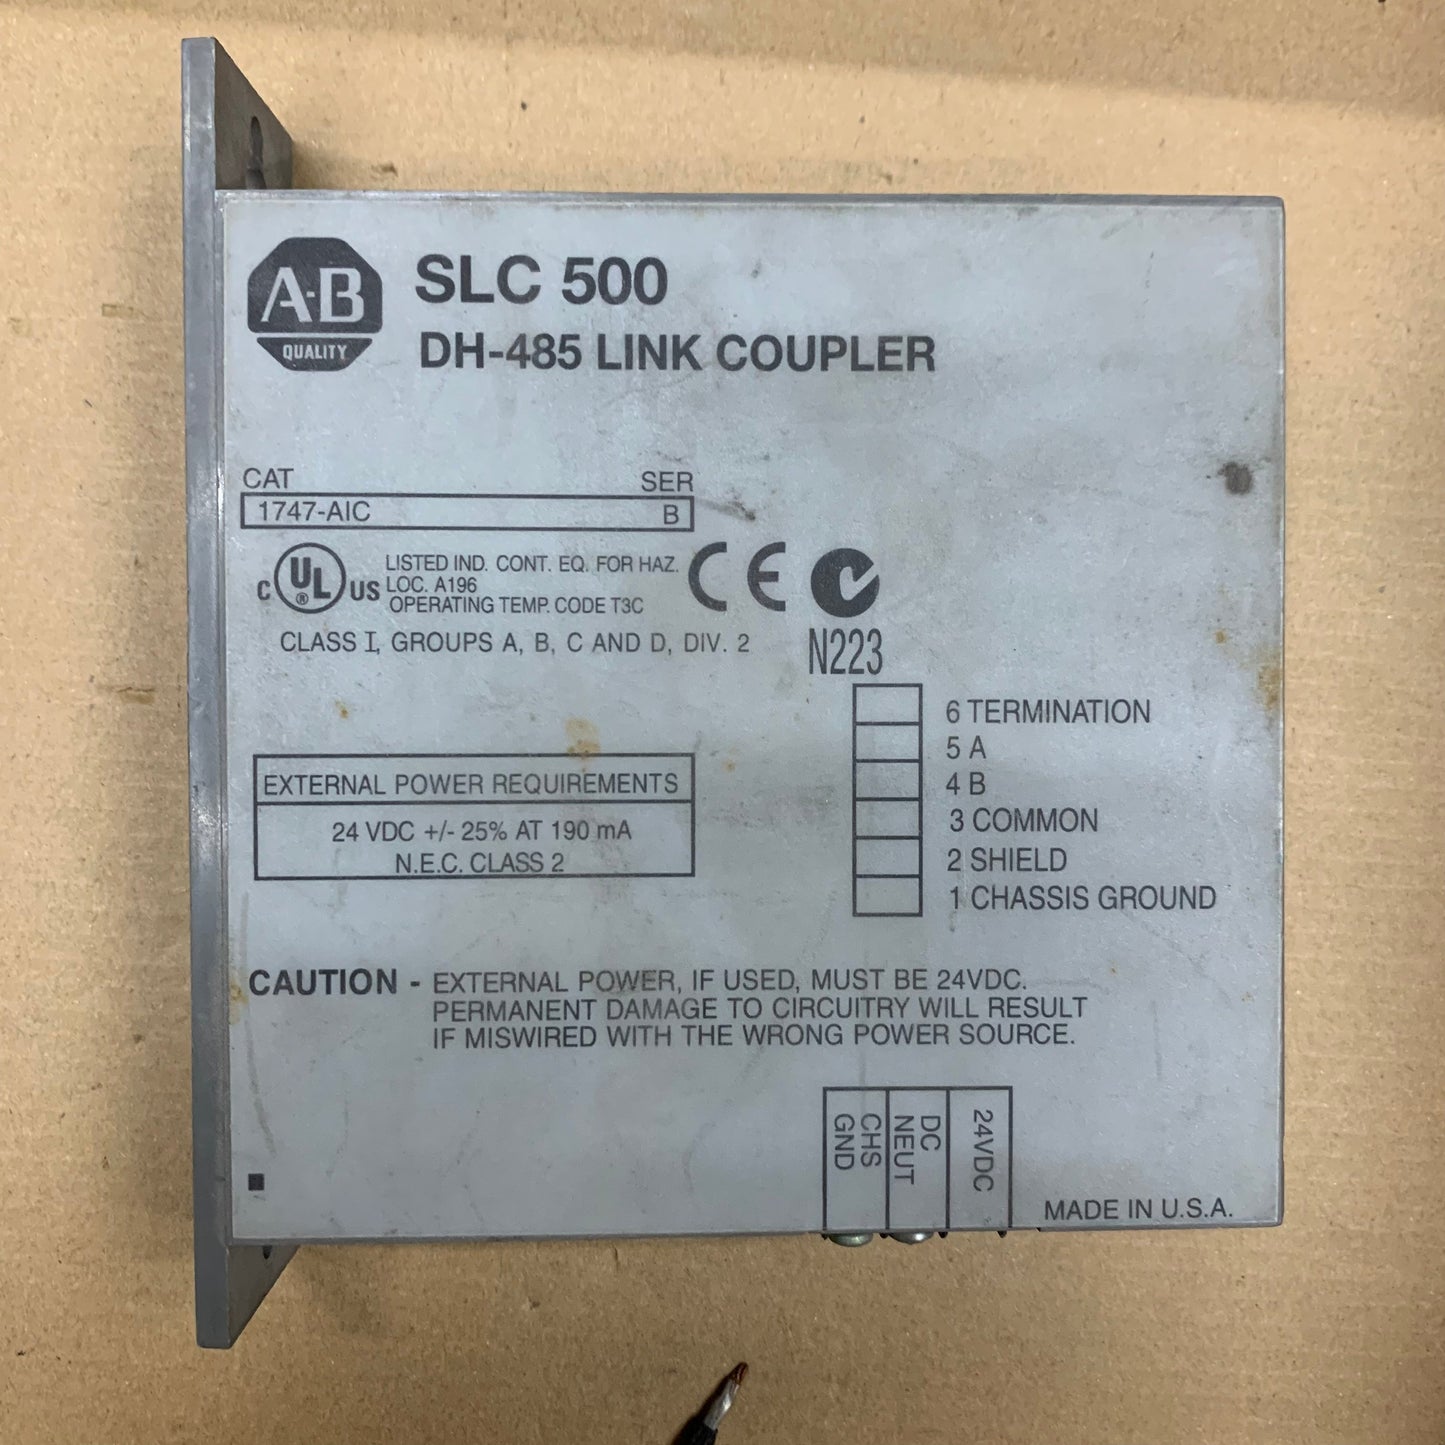 A-B
QUALITY
SLC 500
DH-485 LINK COUPLER
CAT SER
1747-AIC B
C UL ® US
LISTED IND. CONT. EQ. FOR HAZ.
LOC. A196
OPERATING TEMP. CODE T3C
CE
N223
CLASS I, GROUPS A, B, C AND D, DIV. 2
6 TERMINATION
5 A
4 B
3 COMMON
2 SHIELD
1 CHASSIS GROUND
EXTERNAL POWER REQUIREMENTS
24 VDC +/- 25% AT 190 mA
N.E.C. CLASS 2
CAUTION - EXTERNAL POWER, IF USED, MUST BE 24VDC.
PERMANENT DAMAGE TO CIRCUITRY WILL RESULT
IF MISWIRED WITH THE WRONG POWER SOURCE.
CHS
GND
DC
NEUT
24VDC
MADE IN U.S.A.